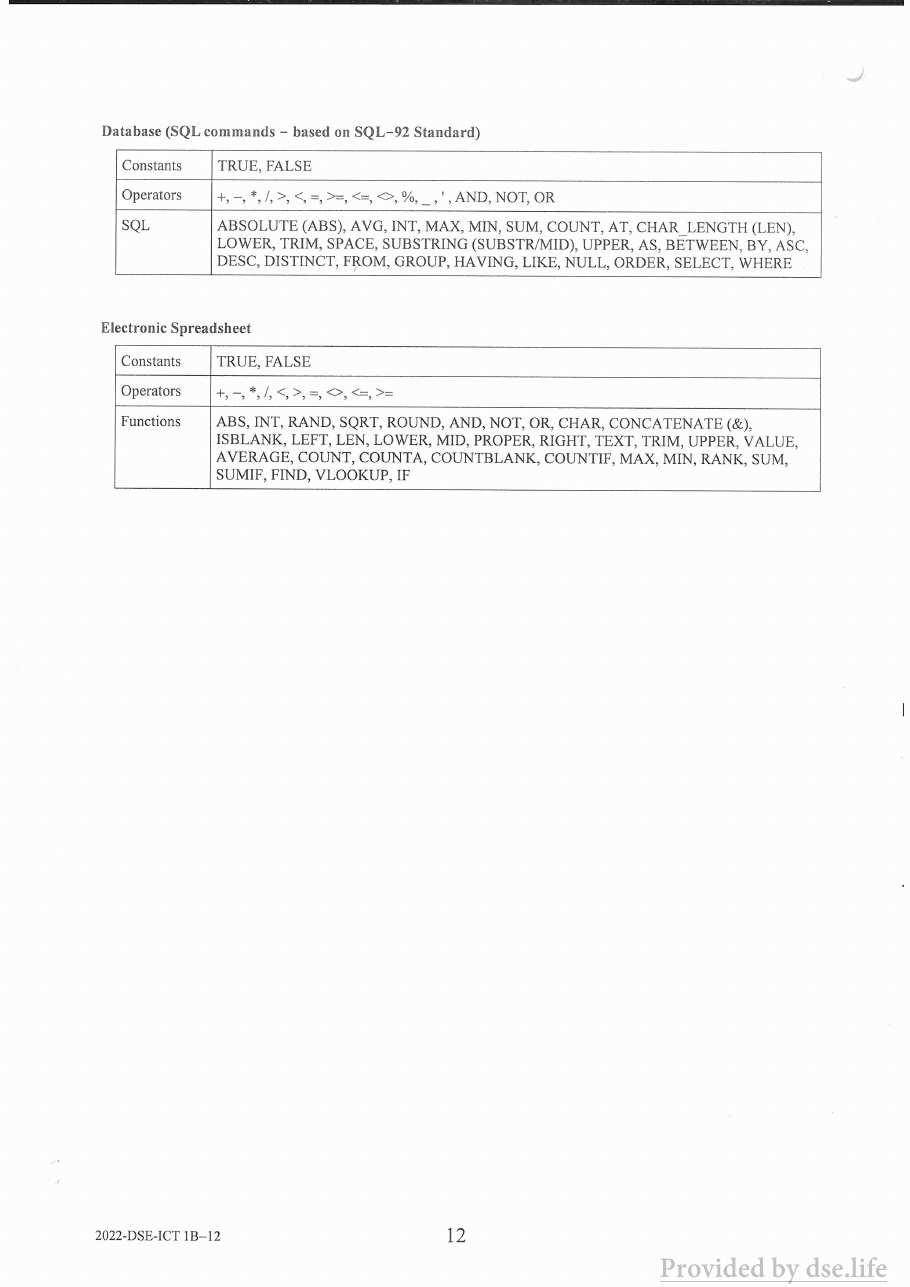 Database (SQL commands – based on SQL-92 Standard)
Constants TRUE, FALSE
Operators +, –, *, /, >, <, =, >=, <=, <>, %, _ , ' , AND, NOT, OR
SQL ABSOLUTE (ABS), AVG, INT, MAX, MIN, SUM, COUNT, AT, CHAR_LENGTH (LEN),
LOWER, TRIM, SPACE, SUBSTRING (SUBSTR/MID), UPPER, AS, BETWEEN, BY, ASC,
DESC, DISTINCT, FROM, GROUP, HAVING, LIKE, NULL, ORDER, SELECT, WHERE
Electronic Spreadsheet
Constants TRUE, FALSE
Operators +, –, *, /, <, >, =, <>, <=, >=
Functions ABS, INT, RAND, SQRT, ROUND, AND, NOT, OR, CHAR, CONCATENATE (&),
ISBLANK, LEFT, LEN, LOWER, MID, PROPER, RIGHT, TEXT, TRIM, UPPER, VALUE,
AVERAGE, COUNT, COUNTA, COUNTBLANK, COUNTIF, MAX, MIN, RANK, SUM,
SUMIF, FIND, VLOOKUP, IF
2022-DSE-ICT 1B–12 12
Provided by dse.life